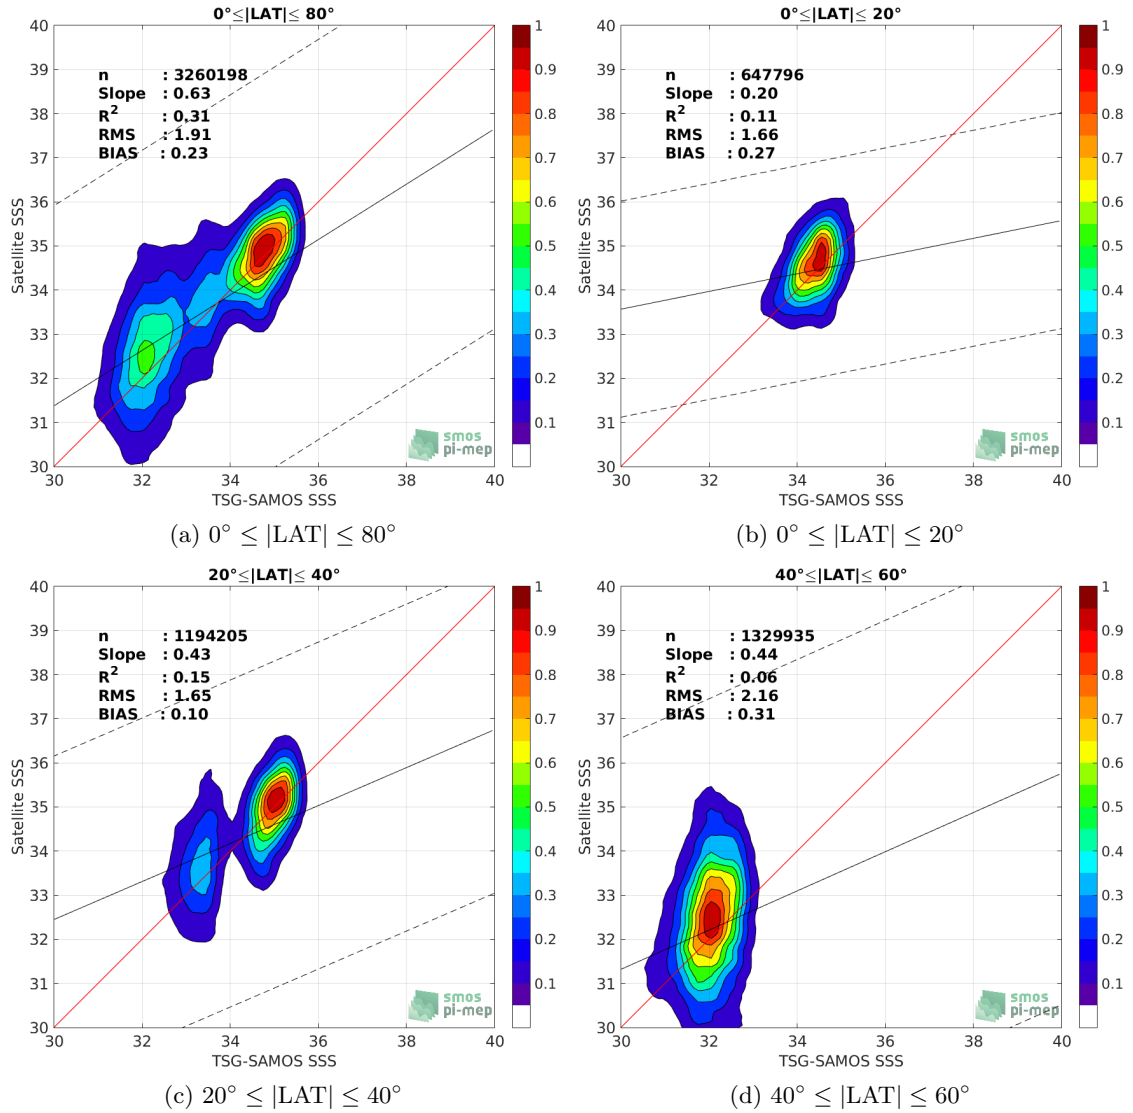 0°≤|LAT|≤ 80°
n : 3260198
Slope : 0.63
R² : 0.31
RMS : 1.91
BIAS : 0.23
Satellite SSS
40
39
38
37
36
35
34
33
32
31
30
30 32 34 36 38 40
TSG-SAMOS SSS
1
0.9
0.8
0.7
0.6
0.5
0.4
0.3
0.2
0.1
smos
pi-mep
(a) 0° ≤ |LAT| ≤ 80°
0°≤|LAT|≤ 20°
n : 647796
Slope : 0.20
R² : 0.11
RMS : 1.66
BIAS : 0.27
Satellite SSS
40
39
38
37
36
35
34
33
32
31
30
30 32 34 36 38 40
TSG-SAMOS SSS
1
0.9
0.8
0.7
0.6
0.5
0.4
0.3
0.2
0.1
smos
pi-mep
(b) 0° ≤ |LAT| ≤ 20°
20°≤|LAT|≤ 40°
n : 1194205
Slope : 0.43
R² : 0.15
RMS : 1.65
BIAS : 0.10
Satellite SSS
40
39
38
37
36
35
34
33
32
31
30
30 32 34 36 38 40
TSG-SAMOS SSS
1
0.9
0.8
0.7
0.6
0.5
0.4
0.3
0.2
0.1
smos
pi-mep
(c) 20° ≤ |LAT| ≤ 40°
40°≤|LAT|≤ 60°
n : 1329935
Slope : 0.44
R² : 0.06
RMS : 2.16
BIAS : 0.31
Satellite SSS
40
39
38
37
36
35
34
33
32
31
30
30 32 34 36 38 40
TSG-SAMOS SSS
1
0.9
0.8
0.7
0.6
0.5
0.4
0.3
0.2
0.1
smos
pi-mep
(d) 40° ≤ |LAT| ≤ 60°